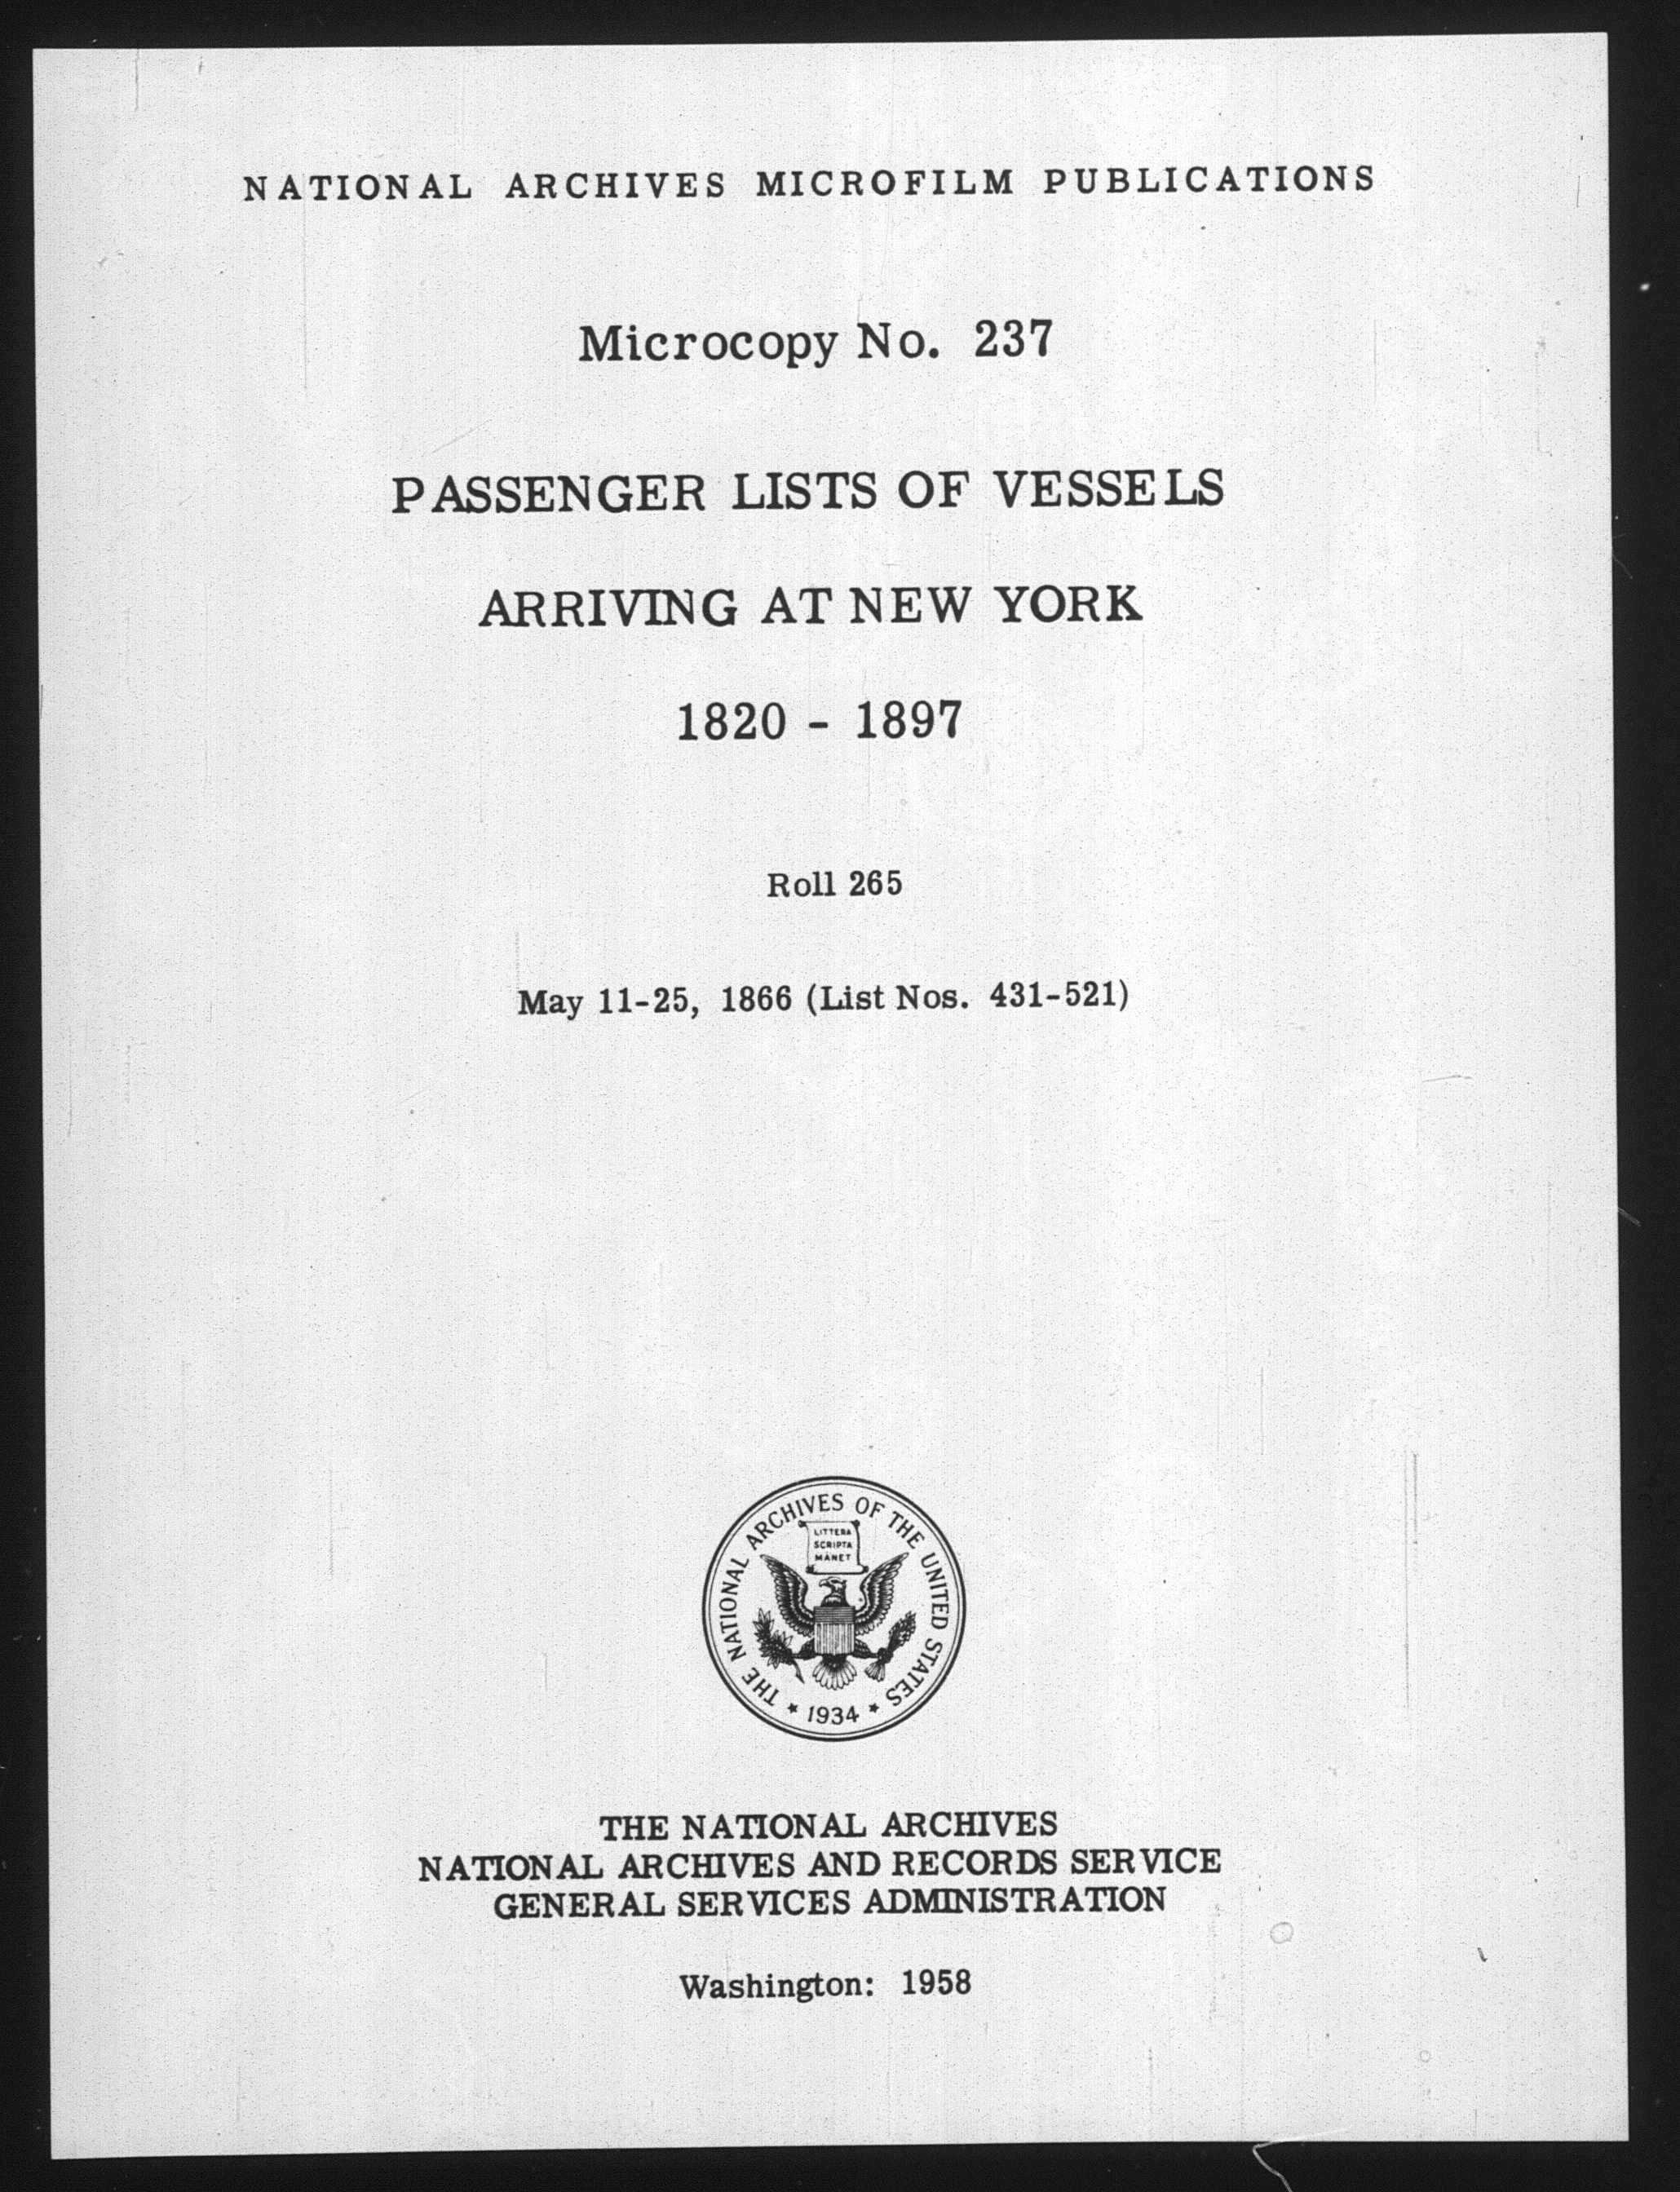 NATIONAL ARCHIVES MICROFILM PUBLICATIONS
Microcopy No. 237
PASSENGER LISTS OF VESSELS
ARRIVING AT NEW YORK
1820 - 1897
Roll 265
May 11-25, 1866 (List Nos. 431-521)
THE NATIONAL ARCHIVES OF THE UNITED STATES
LITTERA
SCRIPTA
MANET
★ 1934 ★
THE NATIONAL ARCHIVES
NATIONAL ARCHIVES AND RECORDS SERVICE
GENERAL SERVICES ADMINISTRATION
Washington: 1958